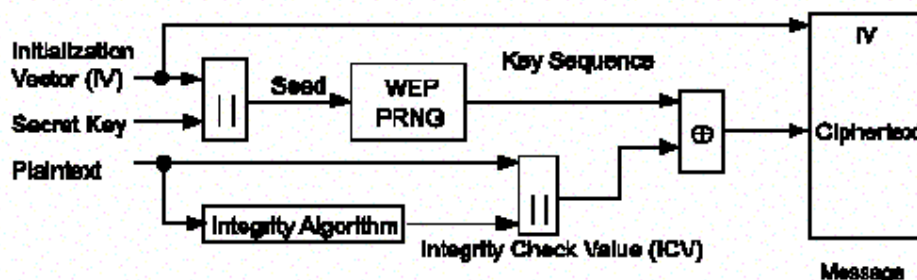 Initialization
Vector (IV)
Secret Key
Plaintext
||
Seed
WEP
PRNG
Key Sequence
Integrity Algorithm
||
Integrity Check Value (ICV)
⊕
IV
Ciphertext
Message